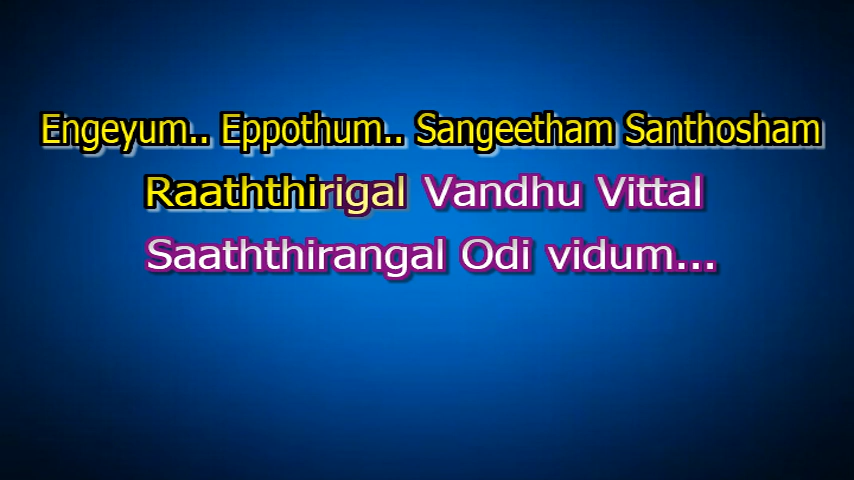 Engeyum.. Eppothum.. Sangeetham Santhosham
Raaththirigal Vandhu Vittal
Saaththirangal Odi vidum...